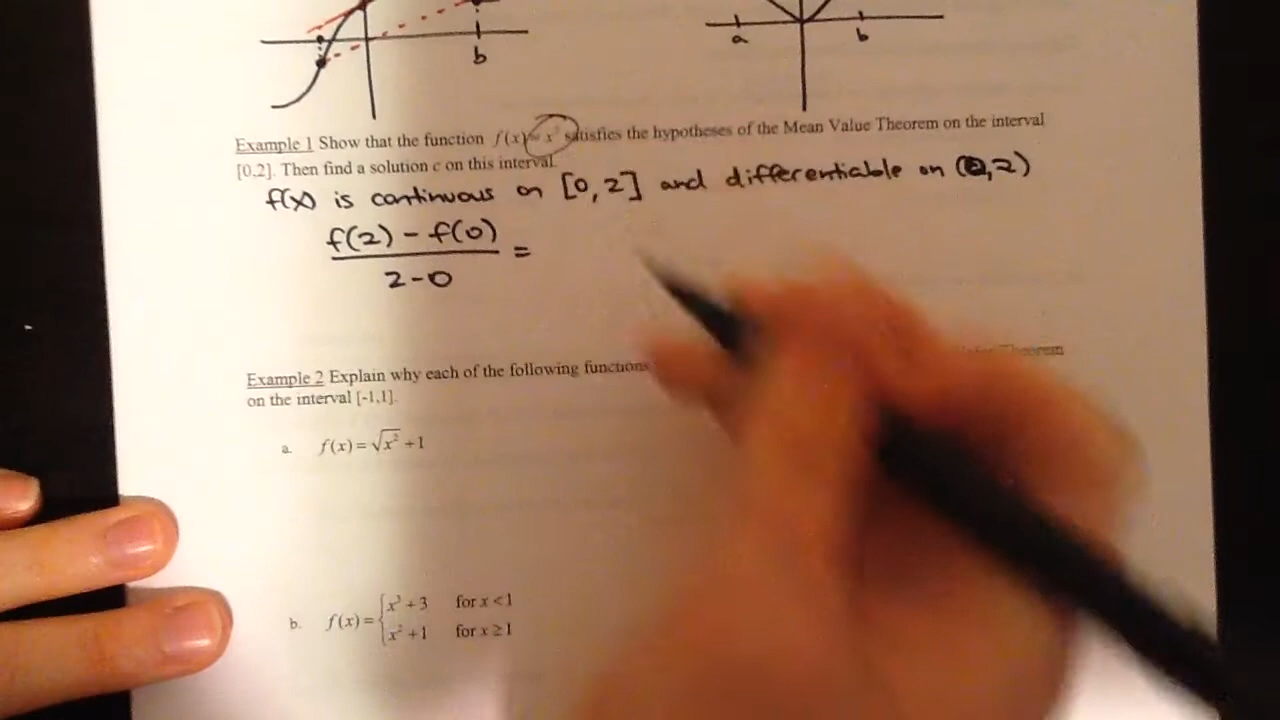 b
a
b
Example 1 Show that the function f(x) = x² satisfies the hypotheses of the Mean Value Theorem on the interval
[0,2]. Then find a solution c on this interval.
f(x) is continuous on [0,2] and differentiable on (0,2)
f(2) - f(0)
=
2-0
Example 2 Explain why each of the following functions Theorem
on the interval [-1,1].
a. f(x) = √x² + 1
b. f(x) = { x³ + 3 for x < 1
x² + 1 for x ≥ 1